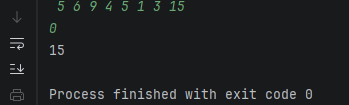 5 6 9 4 5 1 3 15
0
15
Process finished with exit code 0